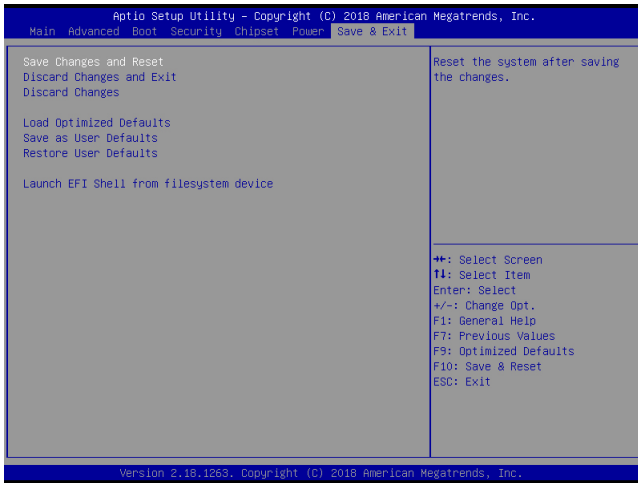 Aptio Setup Utility – Copyright (C) 2018 American Megatrends, Inc.
Main Advanced Boot Security Chipset Power Save & Exit
Save Changes and Reset
Discard Changes and Exit
Discard Changes
Load Optimized Defaults
Save as User Defaults
Restore User Defaults
Launch EFI Shell from filesystem device
Reset the system after saving
the changes.
→←: Select Screen
↑↓: Select Item
Enter: Select
+/-: Change Opt.
F1: General Help
F7: Previous Values
F9: Optimized Defaults
F10: Save & Reset
ESC: Exit
Version 2.18.1263. Copyright (C) 2018 American Megatrends, Inc.